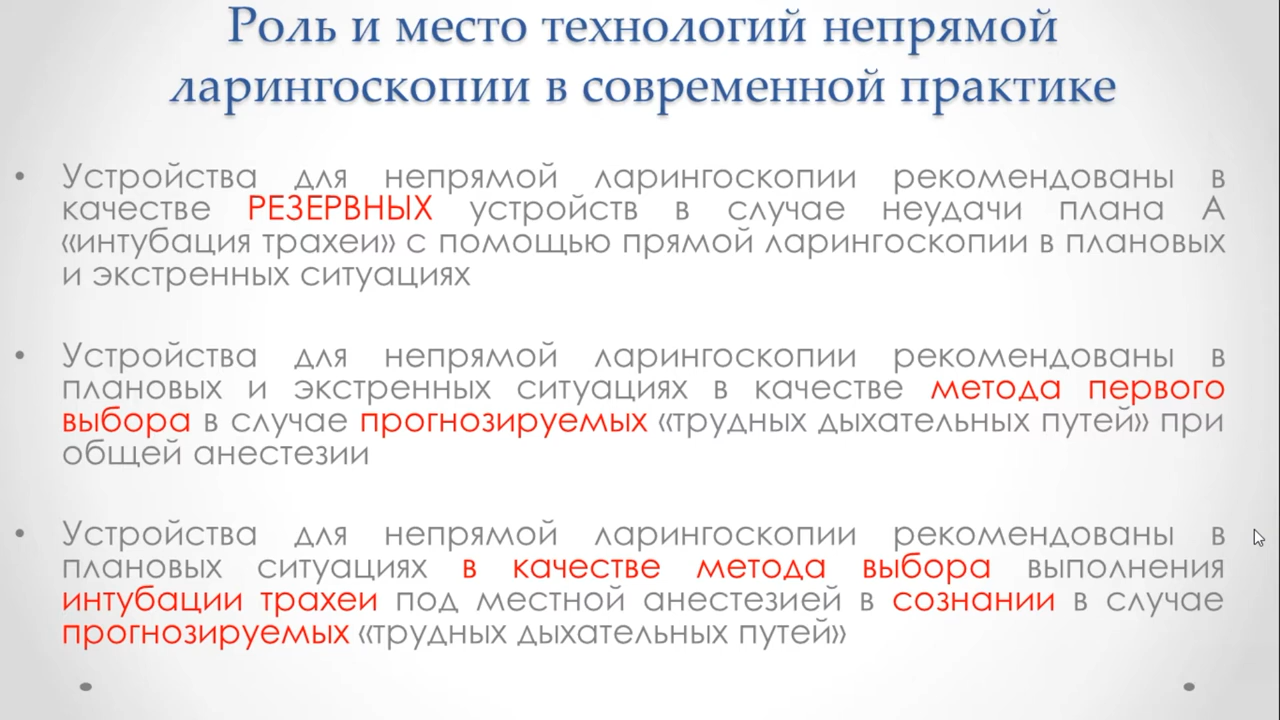 Роль и место технологий непрямой
ларингоскопии в современной практике
• Устройства для непрямой ларингоскопии рекомендованы в
качестве РЕЗЕРВНЫХ устройств в случае неудачи плана А
«интубация трахеи» с помощью прямой ларингоскопии в плановых
и экстренных ситуациях
• Устройства для непрямой ларингоскопии рекомендованы в
плановых и экстренных ситуациях в качестве метода первого
выбора в случае прогнозируемых «трудных дыхательных путей» при
общей анестезии
• Устройства для непрямой ларингоскопии рекомендованы в
плановых ситуациях в качестве метода выбора выполнения
интубации трахеи под местной анестезией в сознании в случае
прогнозируемых «трудных дыхательных путей»